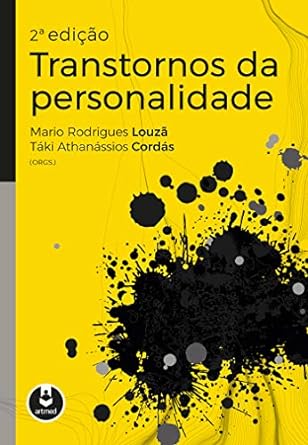 2ª edição
Transtornos da
personalidade
Mario Rodrigues Louzã
Táki Athanássios Cordás
(ORGS.)
artmed